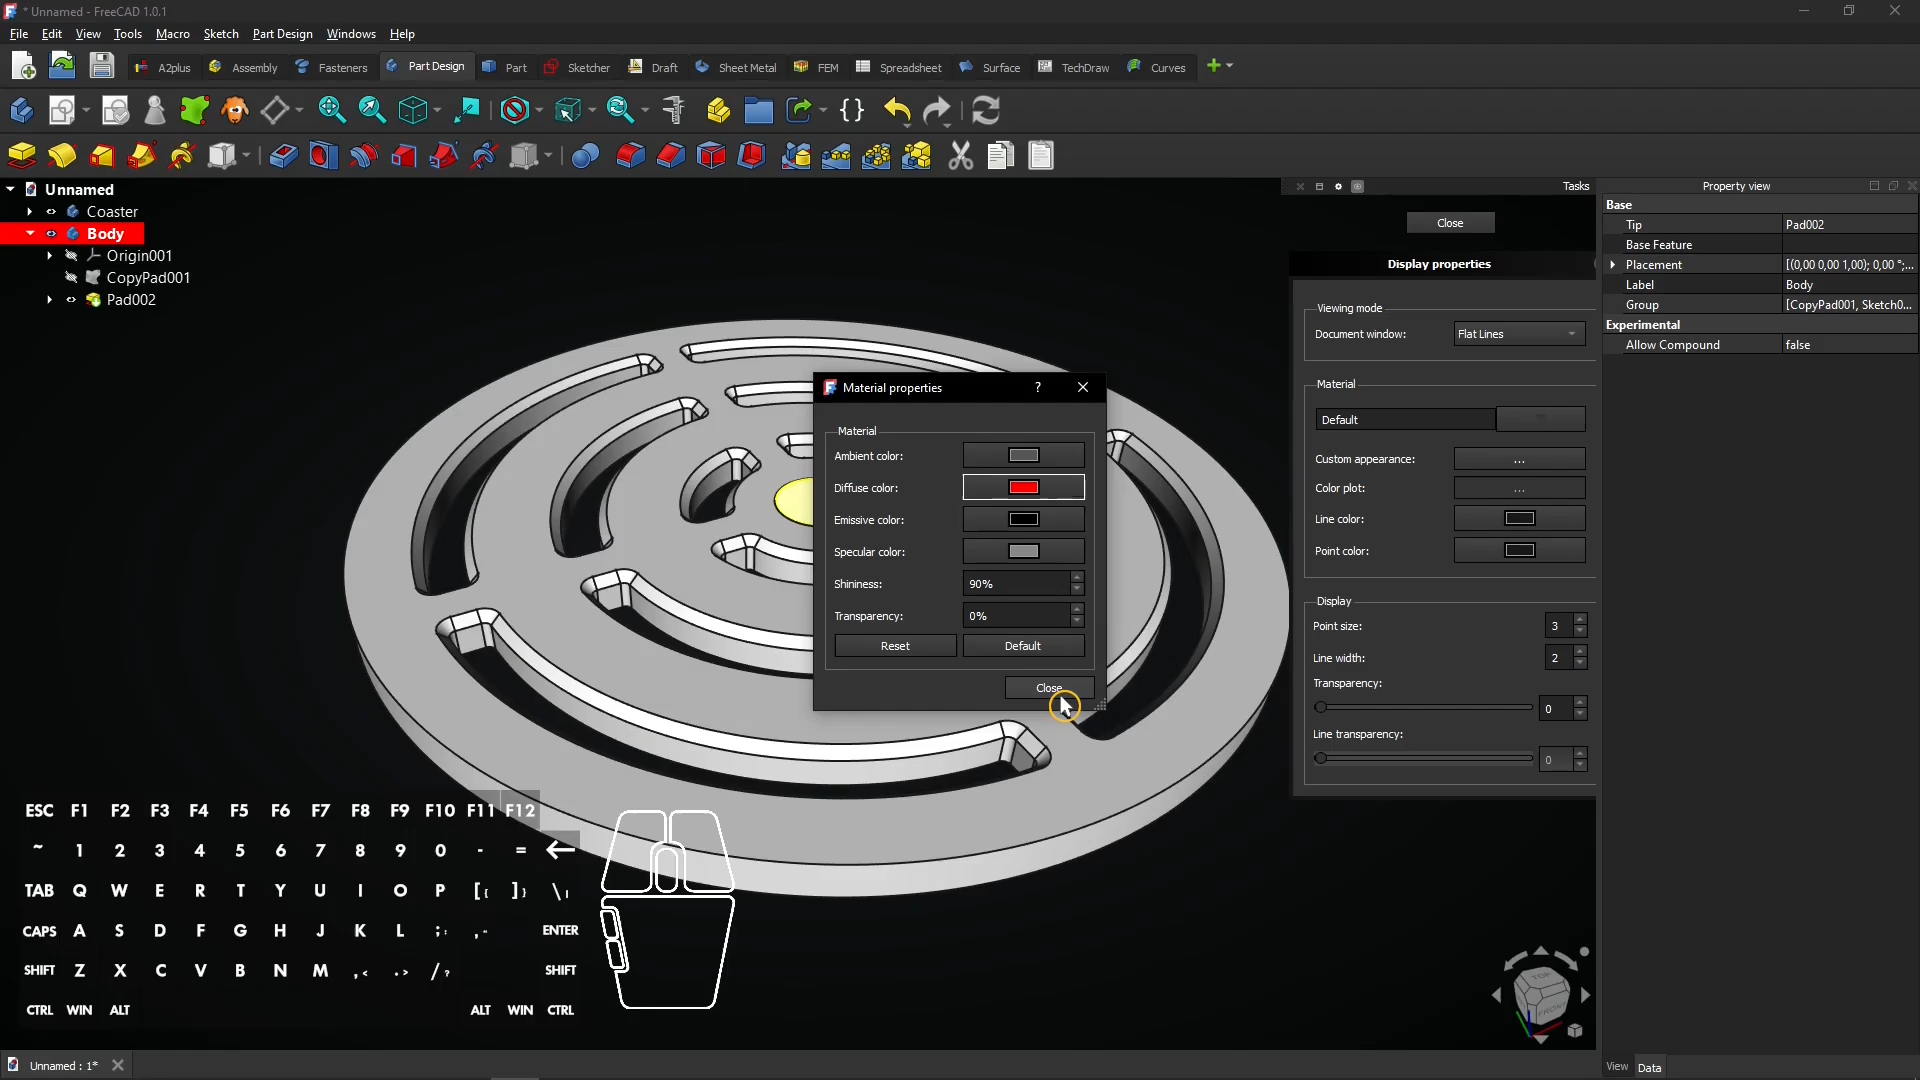 * Unnamed - FreeCAD 1.0.1
File Edit View Tools Macro Sketch Part Design Windows Help
A2plus Assembly Fasteners Part Design Part Sketcher Draft Sheet Metal FEM Spreadsheet Surface TechDraw Curves
Unnamed
Coaster
Body
Origin001
CopyPad001
Pad002
Tasks
Close
Display properties
Viewing mode
Document window: Flat Lines
Material
Default
Custom appearance: ...
Color plot: ...
Line color:
Point color:
Display
Point size: 3
Line width: 2
Transparency:
0
Line transparency:
0
Property view
Base
Tip Pad002
Base Feature
Placement [(0,00 0,00 1,00); 0,00 °;...
Label Body
Group [CopyPad001, Sketch0...
Experimental
Allow Compound false
Material properties ?
Material
Ambient color:
Diffuse color:
Emissive color:
Specular color:
Shininess: 90%
Transparency: 0%
Reset Default
Close
ESC F1 F2 F3 F4 F5 F6 F7 F8 F9 F10 F11 F12
~ 1 2 3 4 5 6 7 8 9 0 - = ←
TAB Q W E R T Y U I O P [{ ]} \|
CAPS A S D F G H J K L ;: ,“ ENTER
SHIFT Z X C V B N M ,< .> /? SHIFT
CTRL WIN ALT ALT WIN CTRL
TOP
FRONT
Unnamed : 1*
View Data